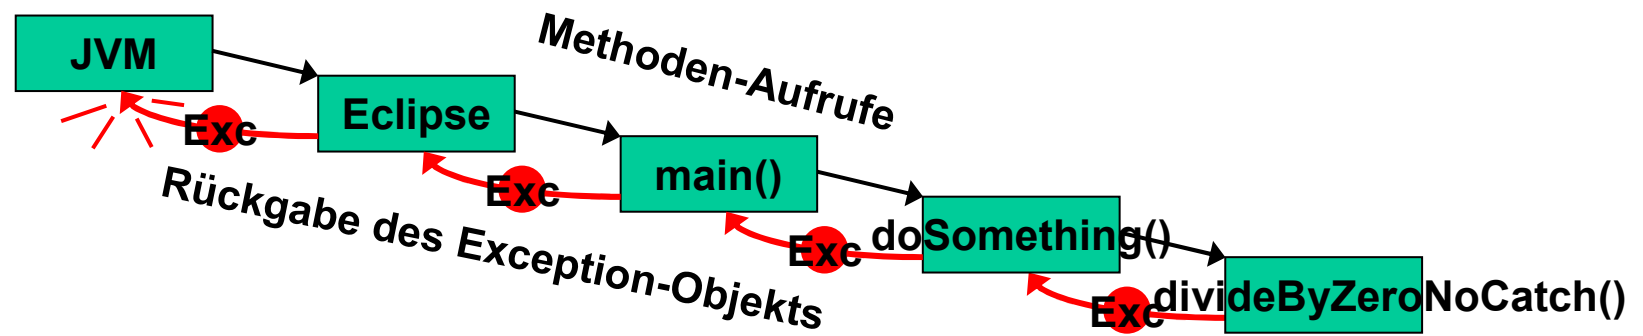 JVM
Methoden-Aufrufe
Exc
Eclipse
Rückgabe des Exception-Objekts
Exc
main()
Exc
doSomething()
Exc
divideByZeroNoCatch()